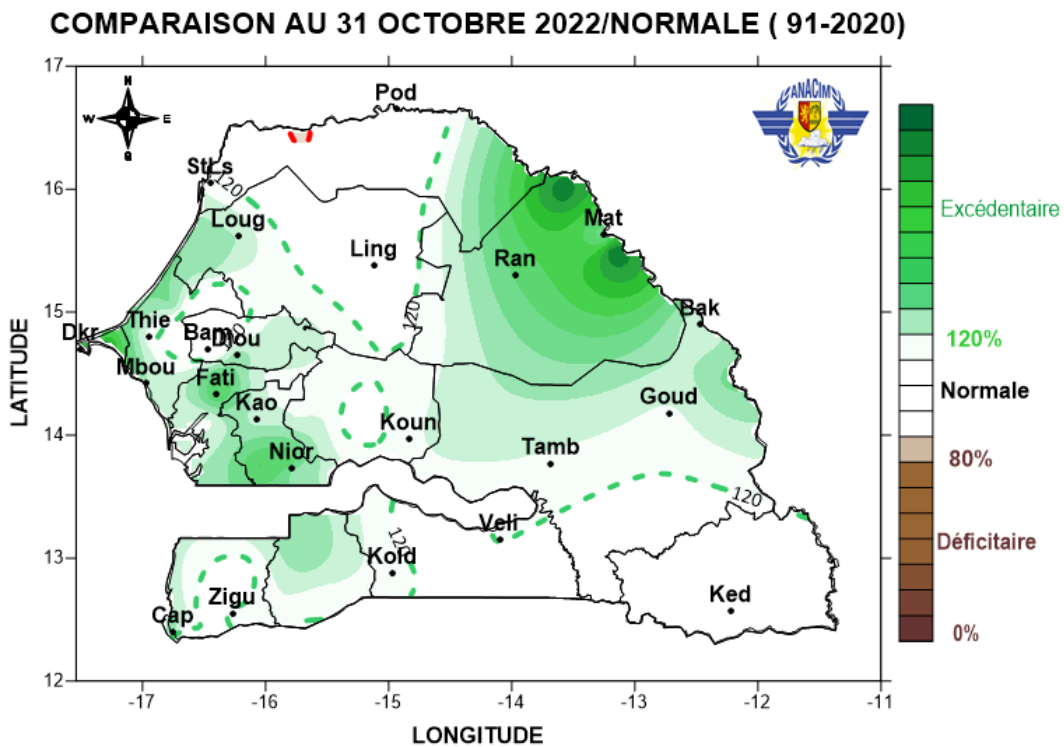 COMPARAISON AU 31 OCTOBRE 2022/NORMALE ( 91-2020)
17
N
W E
S
ANACIM
Pod
StLs
120
16
Loug
Mat
Excédentaire
Ling
Ran
15
Dkr
Thie
Bam
Diou
120
Bak
120%
Mbou
Fati
Normale
Kao
Goud
LATITUDE
14
Koun
Nior
Tamb
80%
120
Veli
13
Kold
Déficitaire
Zigu
Ked
Cap
0%
12
-17 -16 -15 -14 -13 -12 -11
LONGITUDE